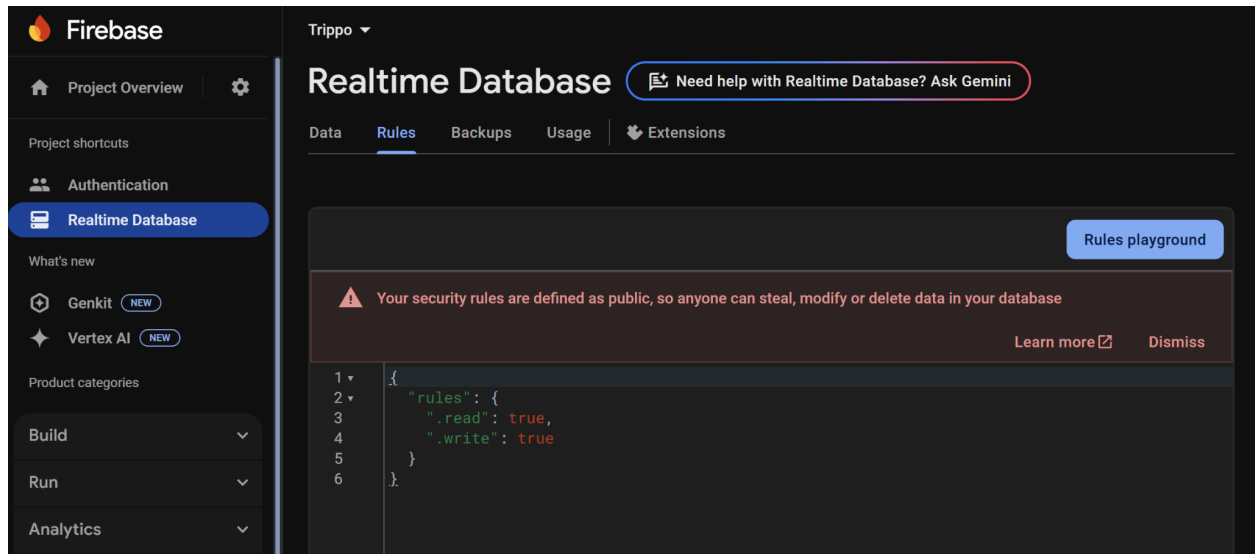 Firebase
Project Overview
Project shortcuts
Authentication
Realtime Database
What's new
Genkit NEW
Vertex AI NEW
Product categories
Build
Run
Analytics
Trippo
Realtime Database
Need help with Realtime Database? Ask Gemini
Data Rules Backups Usage Extensions
Rules playground
Your security rules are defined as public, so anyone can steal, modify or delete data in your database
Learn more Dismiss
1 {
2 "rules": {
3 ".read": true,
4 ".write": true
5 }
6 }